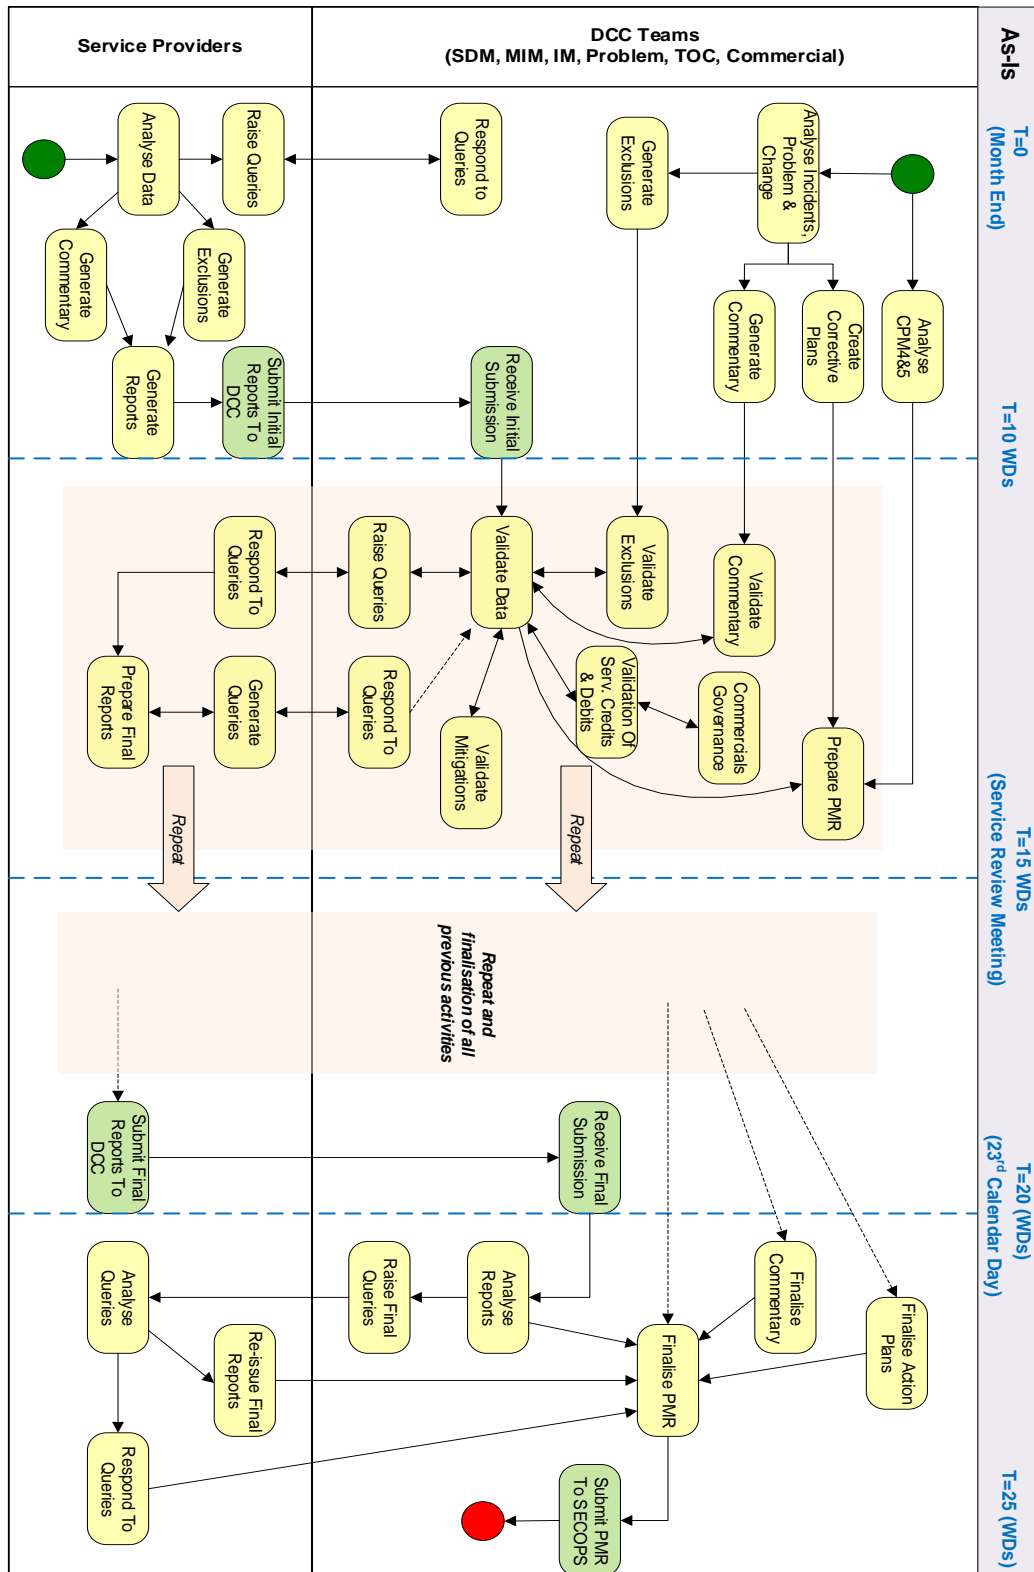 As-Is
T=0
(Month End)
T=10 WDs
T=15 WDs
(Service Review Meeting)
T=20 (WDs)
(23rd Calendar Day)
T=25 (WDs)
DCC Teams
(SDM, MIM, IM, Problem, TOC, Commercial)
Analyse Incidents,
Problem &
Change
Generate
Exclusions
Respond to
Queries
Analyse
CPM4&5
Create
Corrective
Plans
Generate
Commentary
Receive Initial
Submission
Validate
Commentary
Validate
Exclusions
Validate Data
Raise Queries
Prepare PMR
Commercials
Governance
Validation Of
Serv. Credits
& Debits
Validate
Mitigations
Respond To
Queries
Repeat
Repeat and
finalisation of all
previous activities
Receive Final
Submission
Finalise Action
Plans
Finalise
Commentary
Finalise PMR
Analyse
Reports
Raise Final
Queries
Submit PMR
To SECOPS
Service Providers
Raise Queries
Analyse Data
Generate
Exclusions
Generate
Commentary
Submit Initial
Reports To
DCC
Generate
Reports
Respond To
Queries
Generate
Queries
Prepare Final
Reports
Repeat
Submit Final
Reports To
DCC
Analyse
Queries
Re-issue Final
Reports
Respond To
Queries